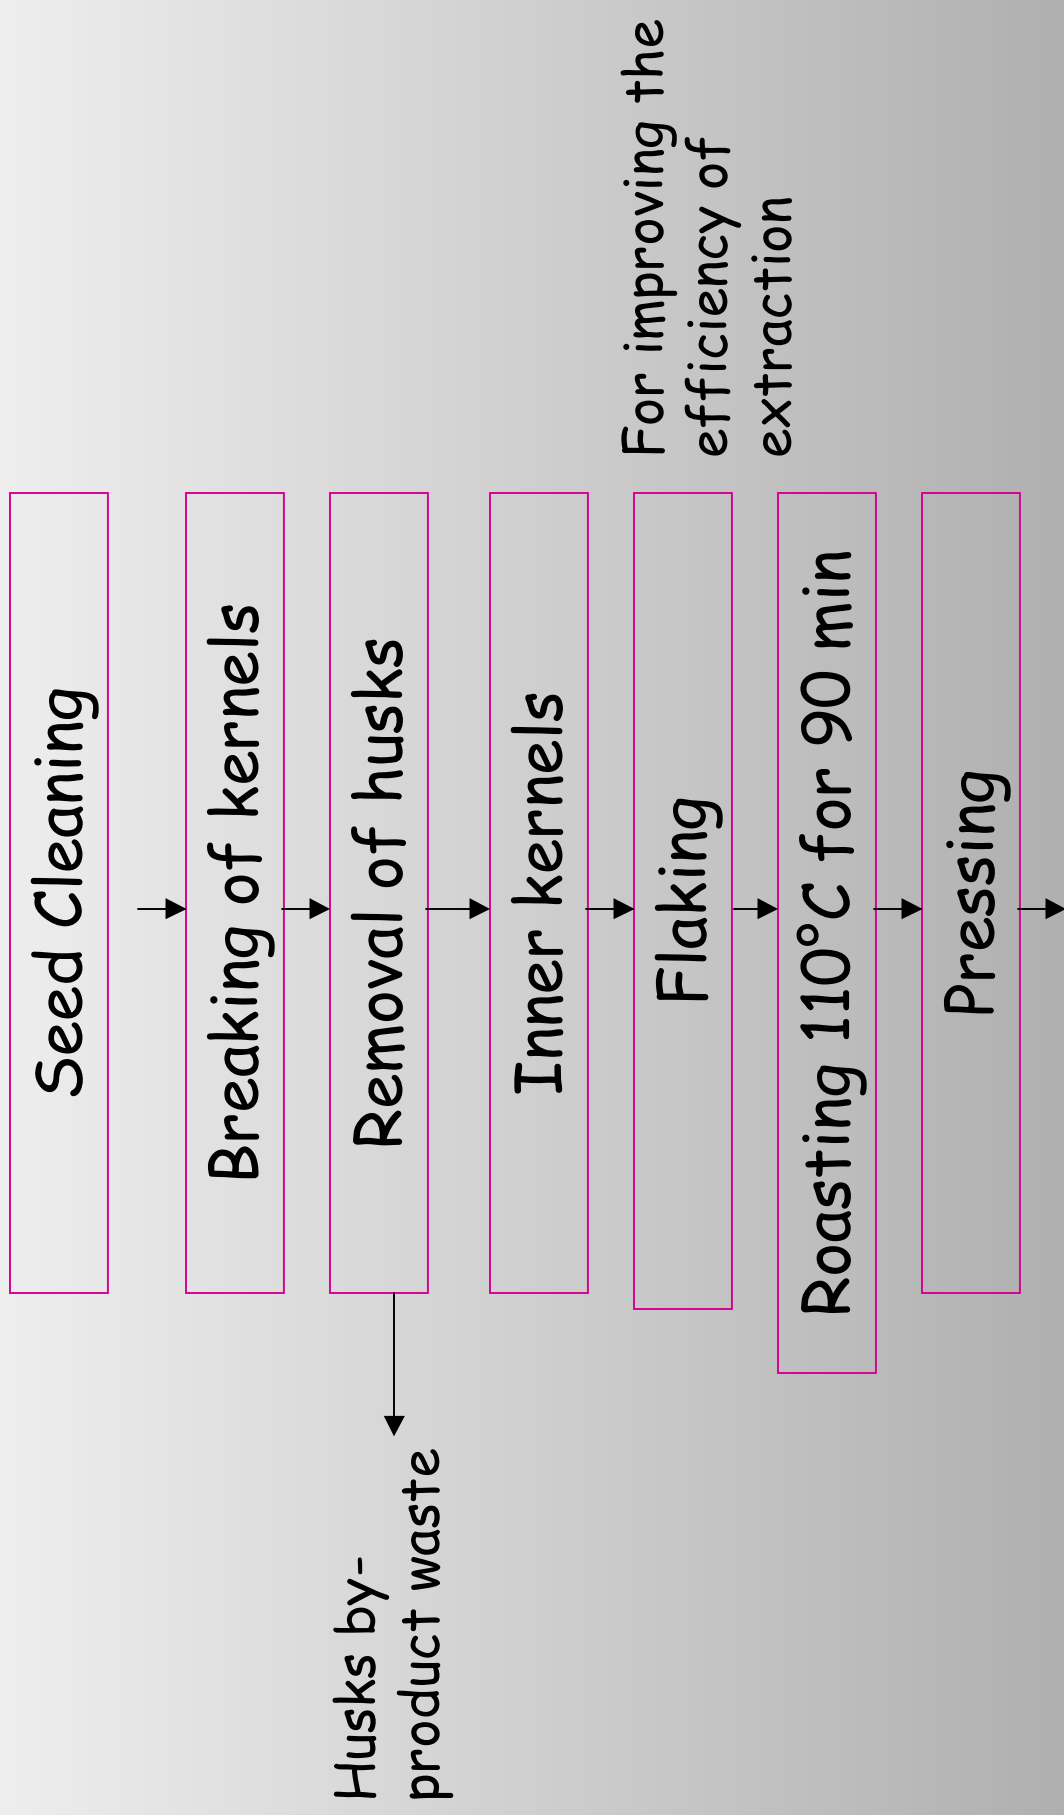 Seed Cleaning
Breaking of kernels
Removal of husks
Husks by-
product waste
Inner kernels
Flaking
For improving the
efficiency of
extraction
Roasting 110°C for 90 min
Pressing